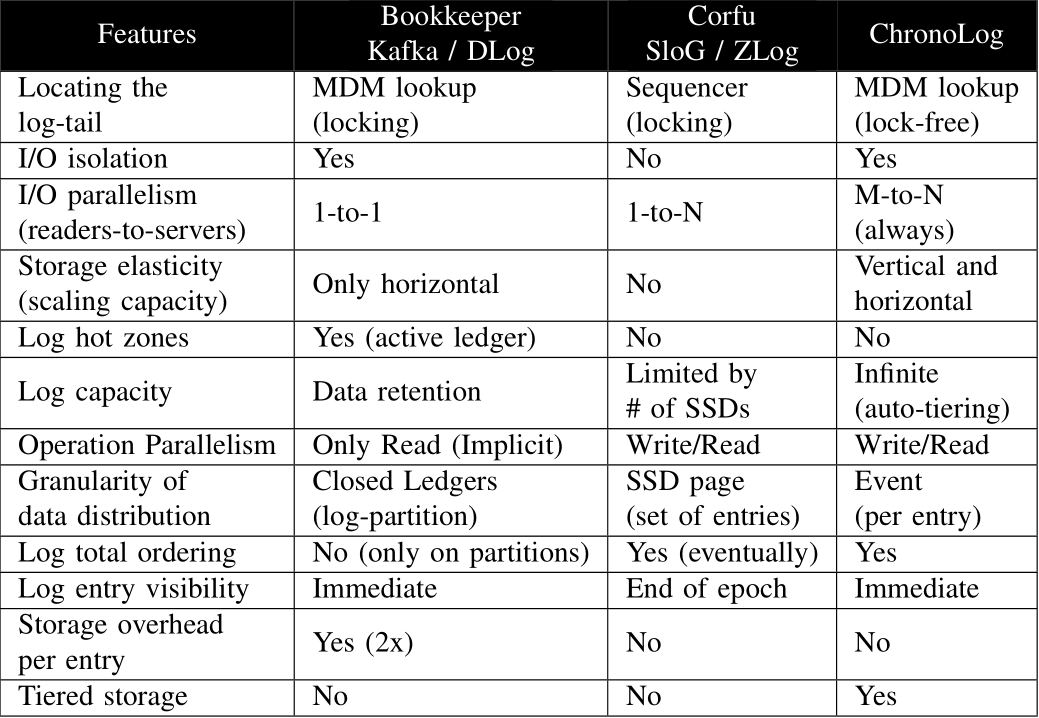 Features
Bookkeeper
Kafka / DLog
Corfu
SloG / ZLog
ChronoLog
Locating the
log-tail
MDM lookup
(locking)
Sequencer
(locking)
MDM lookup
(lock-free)
I/O isolation
Yes
No
Yes
I/O parallelism
(readers-to-servers)
1-to-1
1-to-N
M-to-N
(always)
Storage elasticity
(scaling capacity)
Only horizontal
No
Vertical and
horizontal
Log hot zones
Yes (active ledger)
No
No
Log capacity
Data retention
Limited by
# of SSDs
Infinite
(auto-tiering)
Operation Parallelism
Only Read (Implicit)
Write/Read
Write/Read
Granularity of
data distribution
Closed Ledgers
(log-partition)
SSD page
(set of entries)
Event
(per entry)
Log total ordering
No (only on partitions)
Yes (eventually)
Yes
Log entry visibility
Immediate
End of epoch
Immediate
Storage overhead
per entry
Yes (2x)
No
No
Tiered storage
No
No
Yes